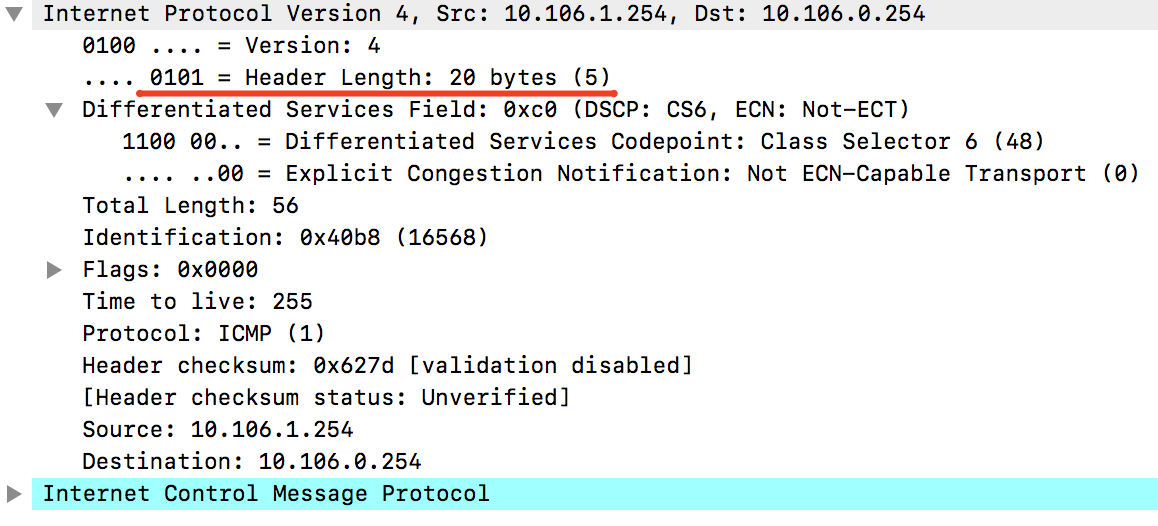 Internet Protocol Version 4, Src: 10.106.1.254, Dst: 10.106.0.254
0100 .... = Version: 4
.... 0101 = Header Length: 20 bytes (5)
Differentiated Services Field: 0xc0 (DSCP: CS6, ECN: Not-ECT)
1100 00.. = Differentiated Services Codepoint: Class Selector 6 (48)
.... ..00 = Explicit Congestion Notification: Not ECN-Capable Transport (0)
Total Length: 56
Identification: 0x40b8 (16568)
Flags: 0x0000
Time to live: 255
Protocol: ICMP (1)
Header checksum: 0x627d [validation disabled]
[Header checksum status: Unverified]
Source: 10.106.1.254
Destination: 10.106.0.254
Internet Control Message Protocol